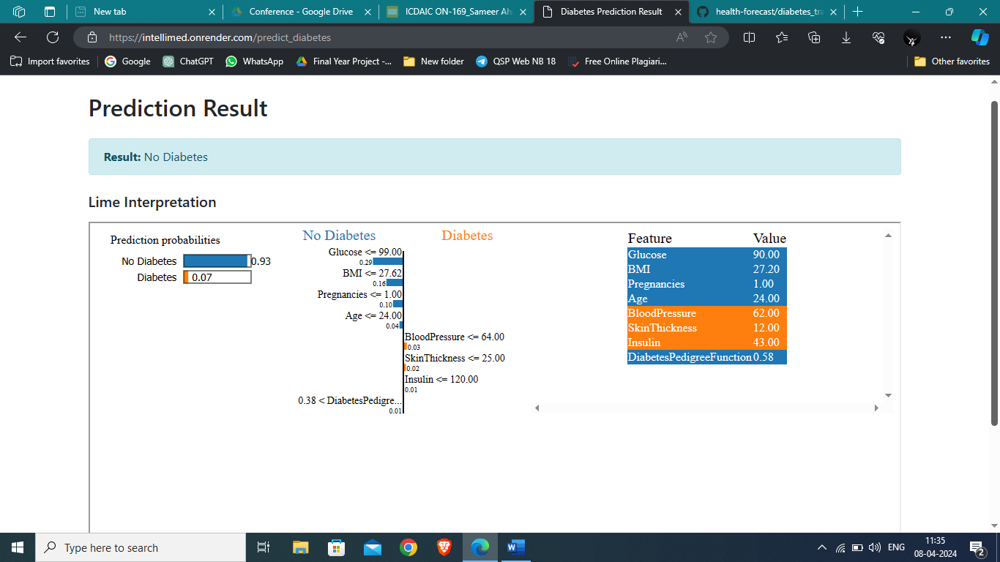 New tab
Conference - Google Drive
ICDAIC ON-169_Sameer Aha
Diabetes Prediction Result
health-forecast/diabetes_tra
https://intellimed.onrender.com/predict_diabetes
Import favorites
Google
ChatGPT
WhatsApp
Final Year Project -...
New folder
QSP Web NB 18
Free Online Plagiari...
Other favorites
Prediction Result
Result: No Diabetes
Lime Interpretation
Prediction probabilities
No Diabetes 0.93
Diabetes 0.07
No Diabetes Diabetes
Glucose <= 99.00
0.29
BMI <= 27.62
0.16
Pregnancies <= 1.00
0.10
Age <= 24.00
0.04
BloodPressure <= 64.00
0.03
SkinThickness <= 25.00
0.02
Insulin <= 120.00
0.01
0.38 < DiabetesPedigre...
0.01
Feature Value
Glucose 90.00
BMI 27.20
Pregnancies 1.00
Age 24.00
BloodPressure 62.00
SkinThickness 12.00
Insulin 43.00
DiabetesPedigreeFunction 0.58
Type here to search
ENG
11:35
08-04-2024
2